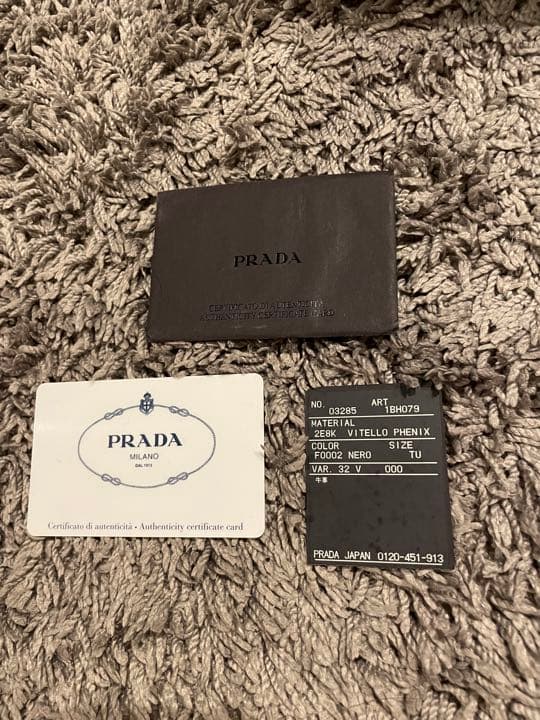 PRADA
CERTIFICATO DI AUTENTICITÀ
AUTHENTICITY CERTIFICATE CARD
PRADA
MILANO
DAL 1913
Certificato di autenticità - Authenticity certificate card
NO. ART
03285 1BH079
MATERIAL
2E8K VITELLO PHENIX
COLOR SIZE
F0002 NERO TU
VAR. 32 V 000
牛革
PRADA JAPAN 0120-451-913